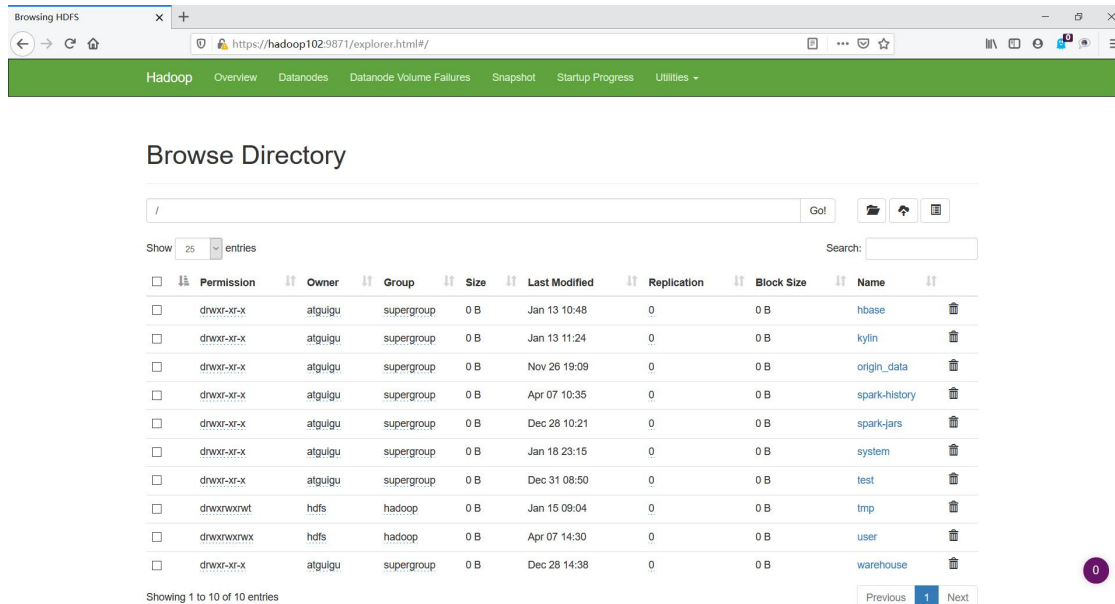 Browsing HDFS
https://hadoop102:9871/explorer.html#/
0
Hadoop Overview Datanodes Datanode Volume Failures Snapshot Startup Progress Utilities
Browse Directory
/ Go!
Show 25 entries Search:
Permission Owner Group Size Last Modified Replication Block Size Name
drwxr-xr-x atguigu supergroup 0 B Jan 13 10:48 0 0 B hbase
drwxr-xr-x atguigu supergroup 0 B Jan 13 11:24 0 0 B kylin
drwxr-xr-x atguigu supergroup 0 B Nov 26 19:09 0 0 B origin_data
drwxr-xr-x atguigu supergroup 0 B Apr 07 10:35 0 0 B spark-history
drwxr-xr-x atguigu supergroup 0 B Dec 28 10:21 0 0 B spark-jars
drwxr-xr-x atguigu supergroup 0 B Jan 18 23:15 0 0 B system
drwxr-xr-x atguigu supergroup 0 B Dec 31 08:50 0 0 B test
drwxrwxrwt hdfs hadoop 0 B Jan 15 09:04 0 0 B tmp
drwxrwxrwx hdfs hadoop 0 B Apr 07 14:30 0 0 B user
drwxr-xr-x atguigu supergroup 0 B Dec 28 14:38 0 0 B warehouse
0
Showing 1 to 10 of 10 entries Previous 1 Next